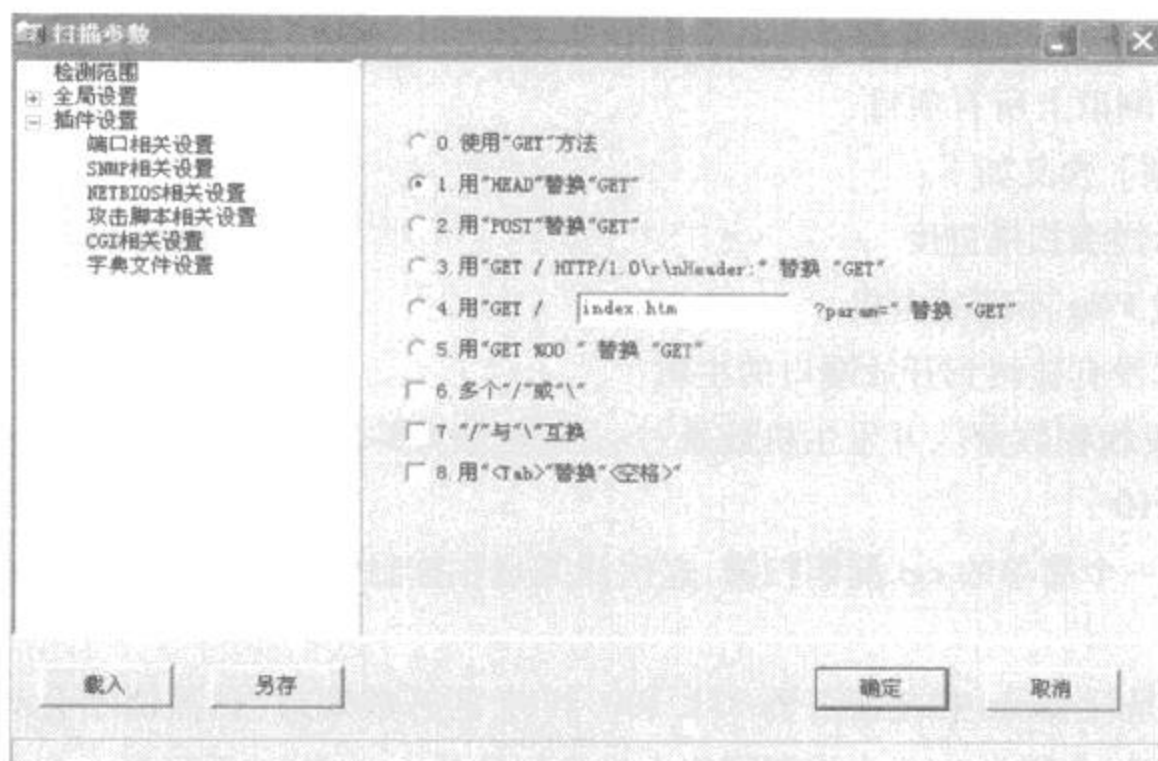 扫描参数
检测范围
全局设置
插件设置
端口相关设置
SNMP相关设置
NETBIOS相关设置
攻击脚本相关设置
CGI相关设置
字典文件设置
0.使用"GET"方法
1.用"HEAD"替换"GET"
2.用"POST"替换"GET"
3.用"GET / HTTP/1.0\r\nHeader:" 替换 "GET"
4.用"GET / index.htm ?param=" 替换 "GET"
5.用"GET %00 " 替换 "GET"
6.多个"/"或"\"
7."/"与"\"互换
8.用"<Tab>"替换"<空格>"
载入 另存 确定 取消